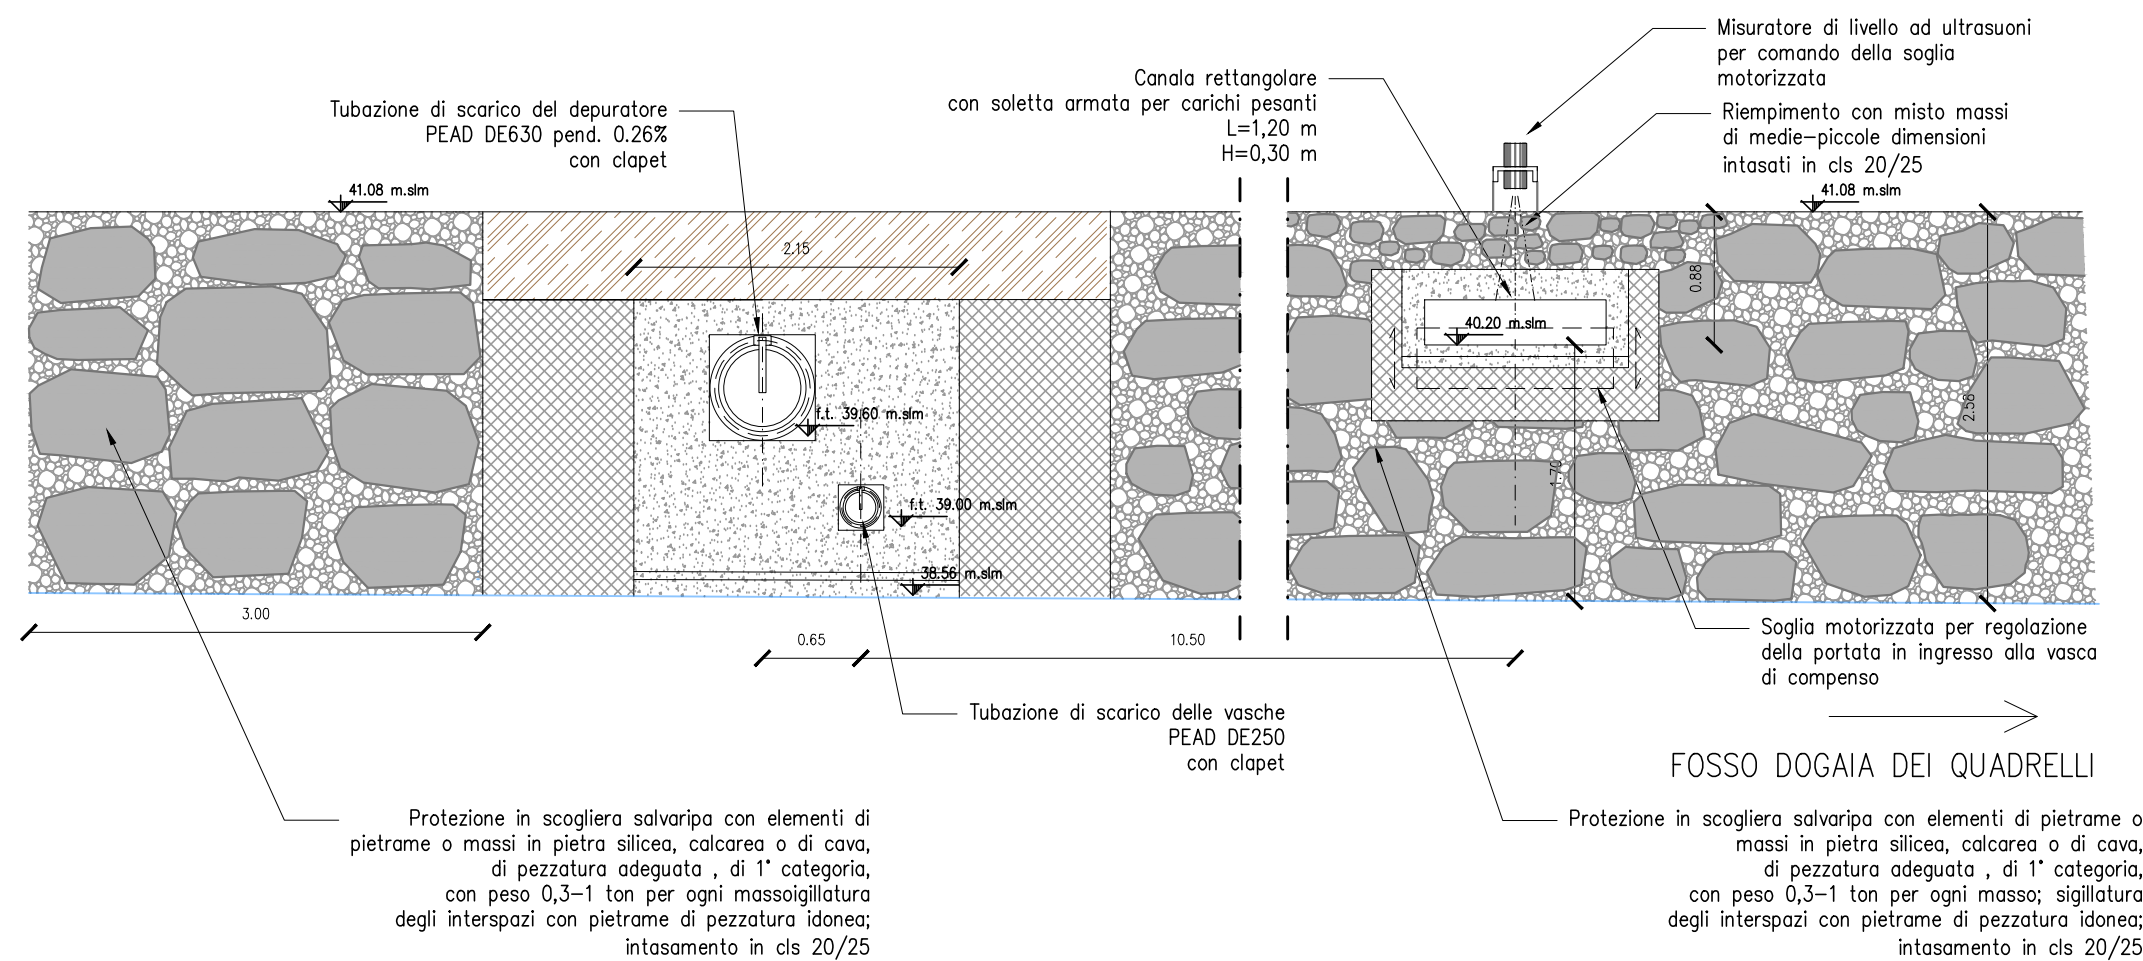 Misuratore di livello ad ultrasuoni
per comando della soglia
motorizzata
Canala rettangolare
con soletta armata per carichi pesanti
L=1,20 m
H=0,30 m
Tubazione di scarico del depuratore
PEAD DE630 pend. 0.26%
con clapet
Riempimento con misto massi
di medie-piccole dimensioni
intasati in cls 20/25
41.08 m.slm
41.08 m.slm
2.15
0.88
40.20 m.slm
f.t. 39.60 m.slm
2.58
1.70
f.t. 39.00 m.slm
38.56 m.slm
3.00
0.65
10.50
Soglia motorizzata per regolazione
della portata in ingresso alla vasca
di compenso
Tubazione di scarico delle vasche
PEAD DE250
con clapet
FOSSO DOGAIA DEI QUADRELLI
Protezione in scogliera salvaripa con elementi di
pietrame o massi in pietra silicea, calcarea o di cava,
di pezzatura adeguata , di 1° categoria,
con peso 0,3-1 ton per ogni massoigillatura
degli interspazi con pietrame di pezzatura idonea;
intasamento in cls 20/25
Protezione in scogliera salvaripa con elementi di pietrame o
massi in pietra silicea, calcarea o di cava,
di pezzatura adeguata , di 1° categoria,
con peso 0,3-1 ton per ogni masso; sigillatura
degli interspazi con pietrame di pezzatura idonea;
intasamento in cls 20/25